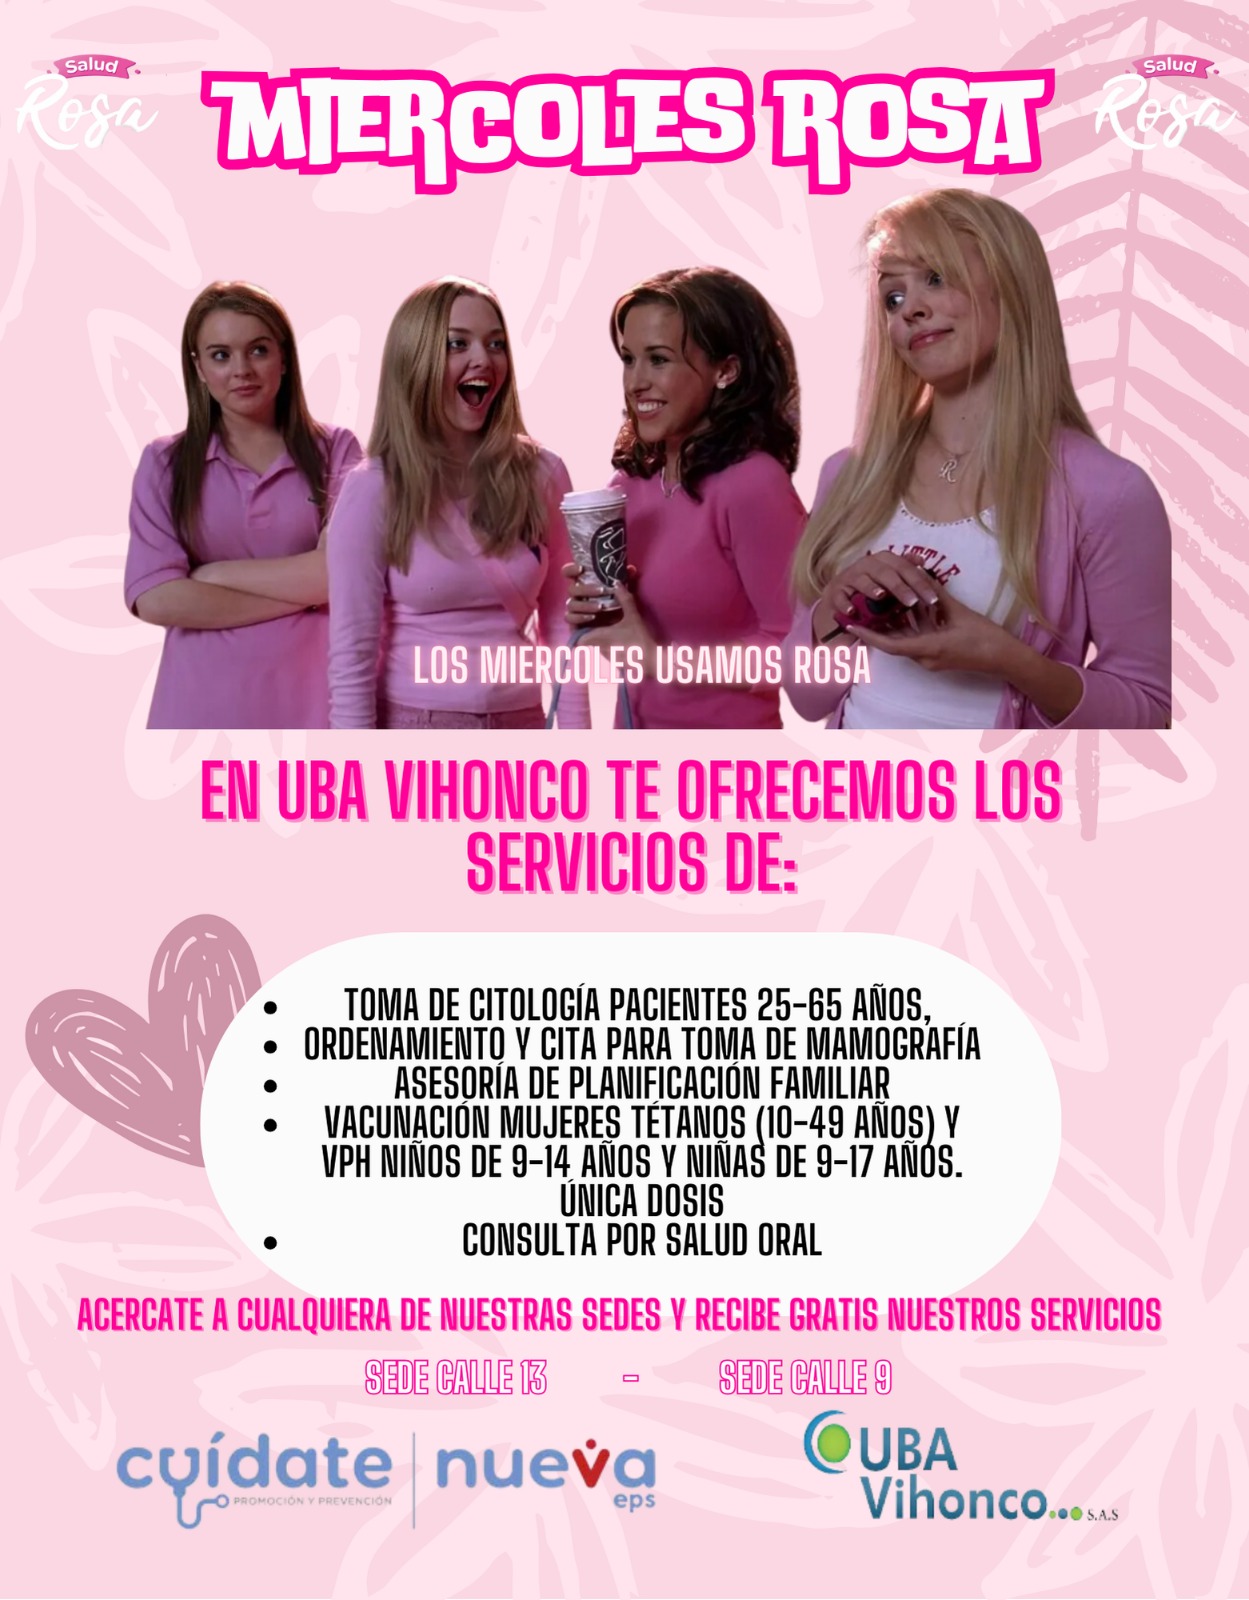 Salud
Rosa
MIERCOLES ROSA
Salud
Rosa
R
LITTLE
LOS MIERCOLES USAMOS ROSA
EN UBA VIHONCO TE OFRECEMOS LOS
SERVICIOS DE:
• TOMA DE CITOLOGÍA PACIENTES 25-65 AÑOS,
• ORDENAMIENTO Y CITA PARA TOMA DE MAMOGRAFÍA
• ASESORÍA DE PLANIFICACIÓN FAMILIAR
• VACUNACIÓN MUJERES TÉTANOS (10-49 AÑOS) Y
VPH NIÑOS DE 9-14 AÑOS Y NIÑAS DE 9-17 AÑOS.
ÚNICA DOSIS
• CONSULTA POR SALUD ORAL
ACERCATE A CUALQUIERA DE NUESTRAS SEDES Y RECIBE GRATIS NUESTROS SERVICIOS
SEDE CALLE 13 - SEDE CALLE 9
cuídate
PROMOCIÓN Y PREVENCIÓN
nueva
eps
UBA
Vihonco... S.A.S